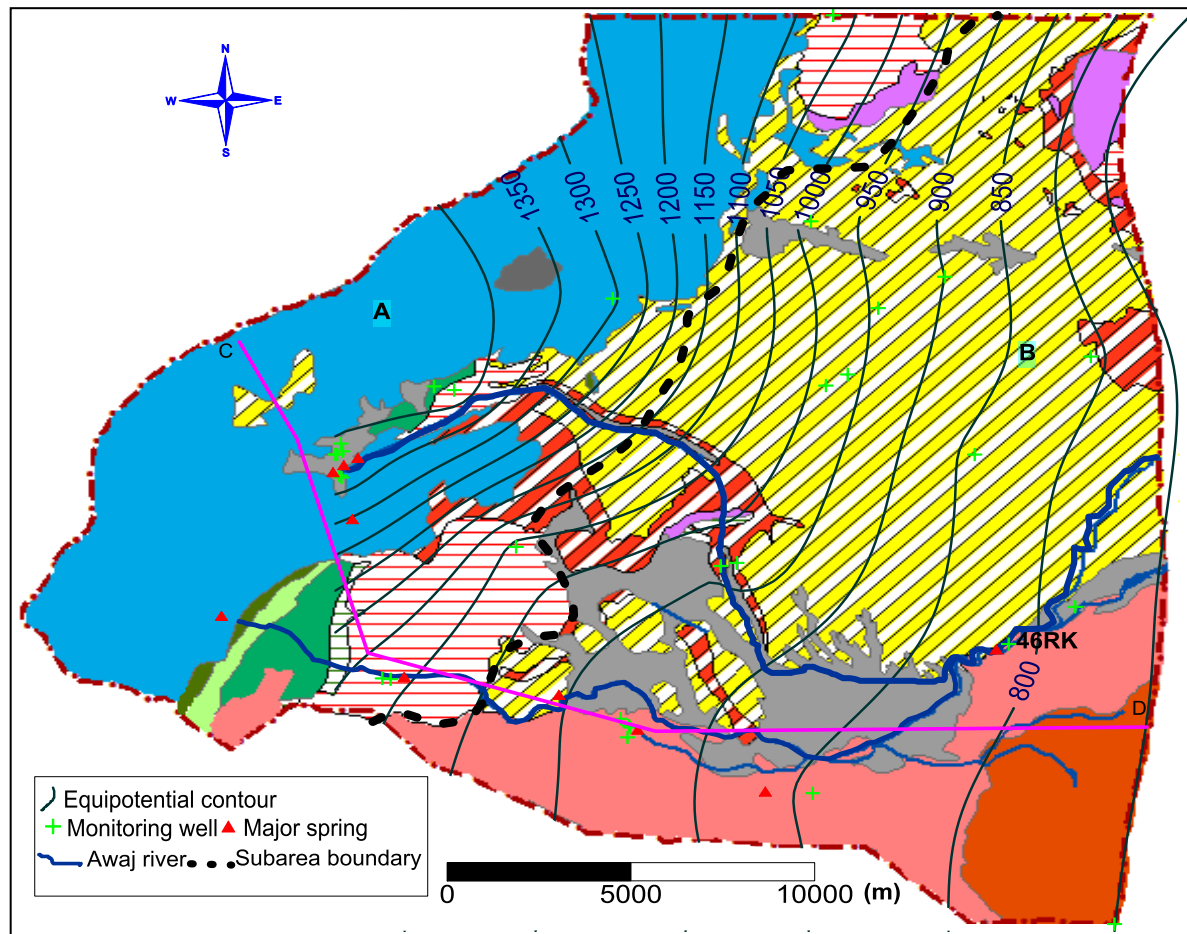 N
W E
S
1350
1300
1250
1200
1150
1100
1050
1000
950
900
850
A
C
B
46RK
800
D
Equipotential contour
Monitoring well Major spring
Awaj river Subarea boundary
0 5000 10000 (m)